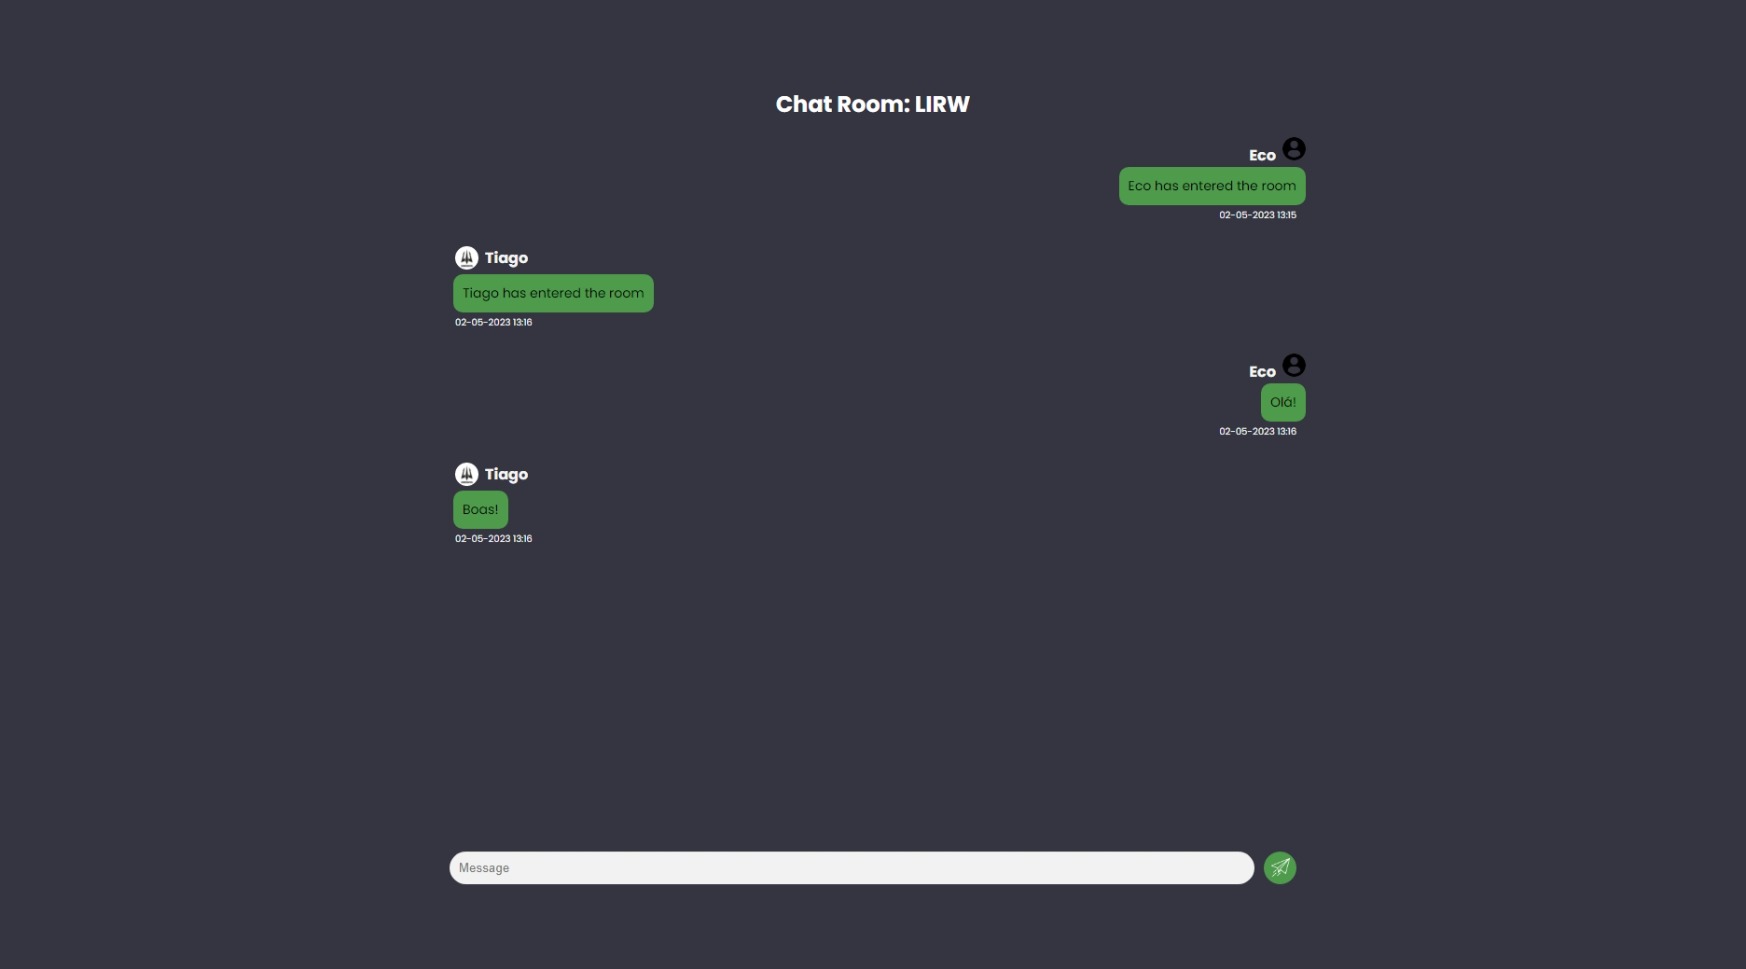 Chat Room: LIRW
Eco
Eco has entered the room
02-05-2023 13:15
Tiago
Tiago has entered the room
02-05-2023 13:16
Eco
Olá!
02-05-2023 13:16
Tiago
Boas!
02-05-2023 13:16
Message